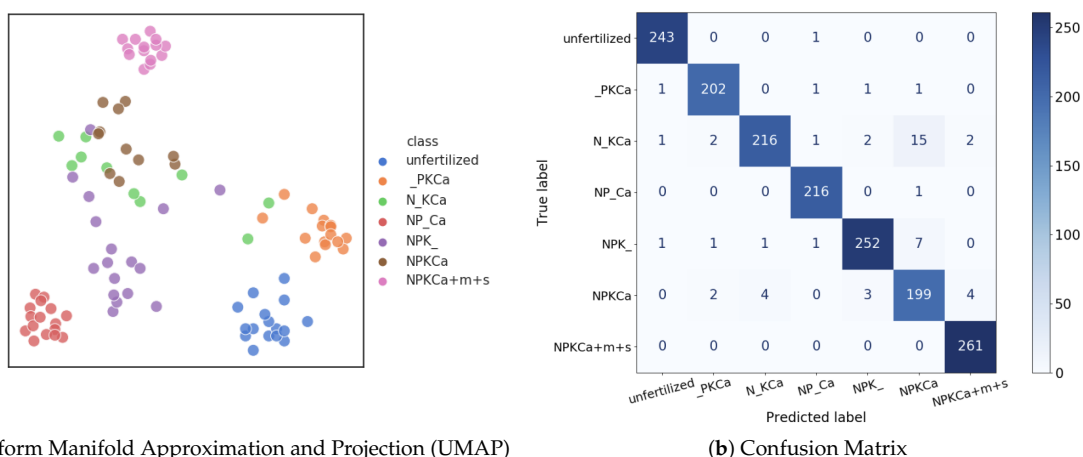 class
unfertilized
_PKCa
N_KCa
NP_Ca
NPK_
NPKCa
NPKCa+m+s
form Manifold Approximation and Projection (UMAP)
True label
unfertilized 243 0 0 1 0 0 0
_PKCa 1 202 0 1 1 1 0
N_KCa 1 2 216 1 2 15 2
NP_Ca 0 0 0 216 0 1 0
NPK_ 1 1 1 1 252 7 0
NPKCa 0 2 4 0 3 199 4
NPKCa+m+s 0 0 0 0 0 0 261
unfertilized _PKCa N_KCa NP_Ca NPK_ NPKCa NPKCa+m+s
Predicted label
250
200
150
100
50
0
(b) Confusion Matrix